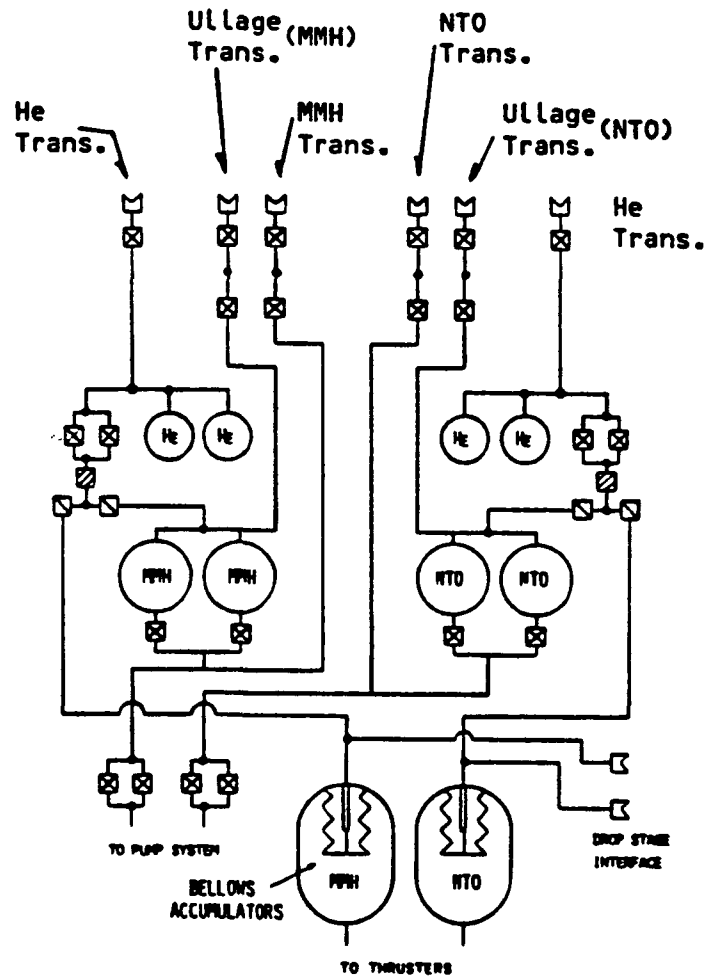 Ullage (MMH)
Trans.
NTO
Trans.
He
Trans.
MMH
Trans.
Ullage (NTO)
Trans.
He
Trans.
He
He
He
He
MMH
MMH
NTO
NTO
TO PUMP SYSTEM
BELLOWS
ACCUMULATORS
MMH
NTO
DROP STAGE
INTERFACE
TO THRUSTERS